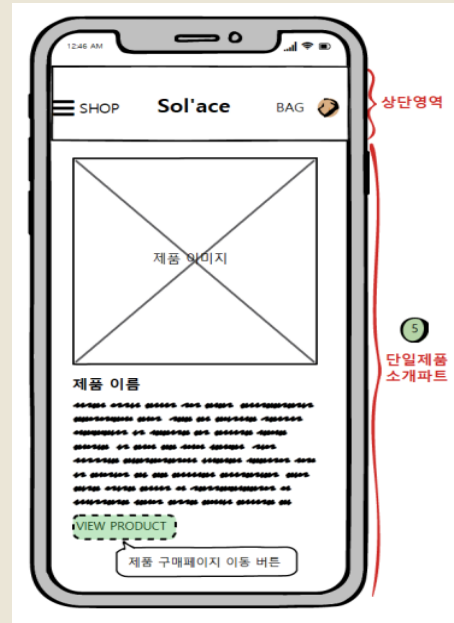 12:46 AM
SHOP Sol'ace BAG
상단영역
제품 이미지
5
단일제품
소개파트
제품 이름
VIEW PRODUCT
제품 구매페이지 이동 버튼